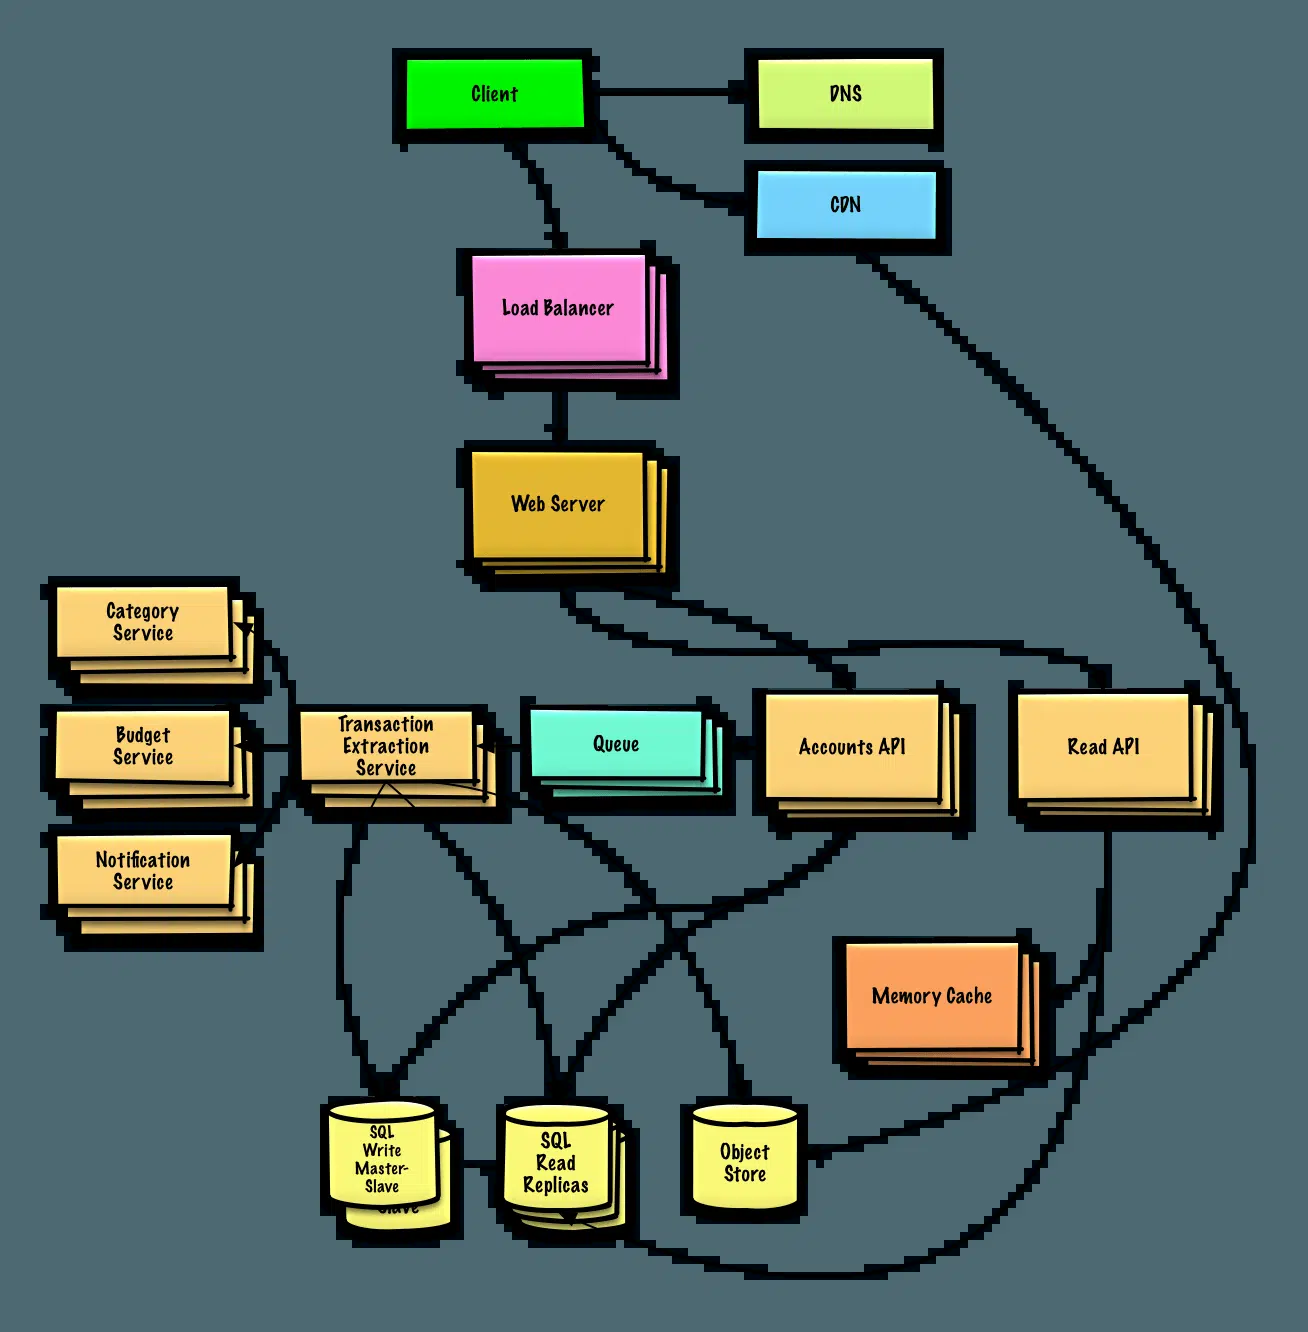 Client
DNS
CDN
Load Balancer
Web Server
Category
Service
Budget
Service
Notification
Service
Transaction
Extraction
Service
Queue
Accounts API
Read API
Memory Cache
SQL
Write
Master-
Slave
Slave
SQL
Read
Replicas
Object
Store